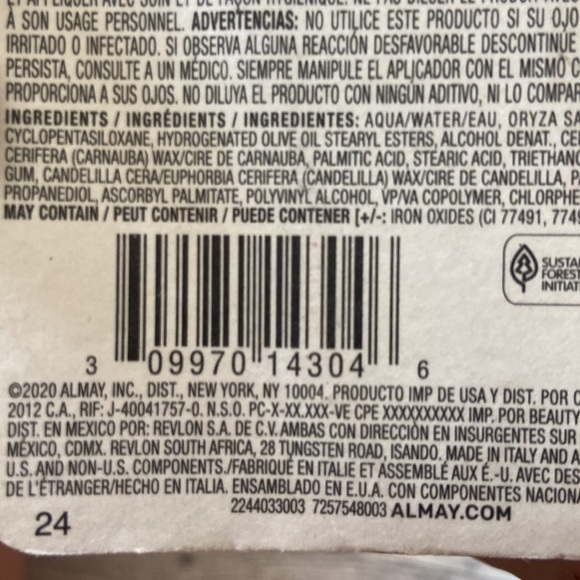 À SON USAGE PERSONNEL. ADVERTENCIAS: NO UTILICE ESTE PRODUCTO SI SU OJO
IRRITADO O INFECTADO. SI OBSERVA ALGUNA REACCIÓN DESFAVORABLE DESCONTINUE
PERSISTA, CONSULTE A UN MÉDICO. SIEMPRE MANIPULE EL APLICADOR CON EL MISMO C
PROPORCIONA A SUS OJOS. NO DILUYA EL PRODUCTO CON NINGÚN ADITIVO, NI LO COMPAR
INGREDIENTS / INGRÉDIENTS / INGREDIENTES: AQUA/WATER/EAU, ORYZA SA
CYCLOPENTASILOXANE, HYDROGENATED OLIVE OIL STEARYL ESTERS, ALCOHOL DENAT., CE
CERIFERA (CARNAUBA) WAX/CIRE DE CARNAUBA, PALMITIC ACID, STEARIC ACID, TRIETHANO
GUM, CANDELILLA CERA/EUPHORBIA CERIFERA (CANDELILLA) WAX/CIRE DE CANDELILLA, P
PROPANEDIOL, ASCORBYL PALMITATE, POLYVINYL ALCOHOL, VP/VA COPOLYMER, CHLORPHE
MAY CONTAIN / PEUT CONTENIR / PUEDE CONTENER [+/-: IRON OXIDES (CI 77491, 7749
SUSTAI
FOREST
INITIAT
3 09970 14304 6
©2020 ALMAY, INC., DIST., NEW YORK, NY 10004. PRODUCTO IMP DE USA Y DIST. POR C
2012 C.A., RIF: J-40041757-0. N.S.O. PC-X-XX.XXX-VE CPE XXXXXXXXXX IMP. POR BEAUTY
DIST. EN MEXICO POR: REVLON S.A. DE C.V. AMBAS CON DIRECCIÓN EN INSURGENTES SUR
MÉXICO, CDMX. REVLON SOUTH AFRICA, 28 TUNGSTEN ROAD, ISANDO. MADE IN ITALY AND A
U.S. AND NON-U.S. COMPONENTS./FABRIQUÉ EN ITALIE ET ASSEMBLÉ AUX É.-U. AVEC DES
DE L'ÉTRANGER/HECHO EN ITALIA. ENSAMBLADO EN E.U.A. CON COMPONENTES NACIONA
2244033003 7257548003 ALMAY.COM
24